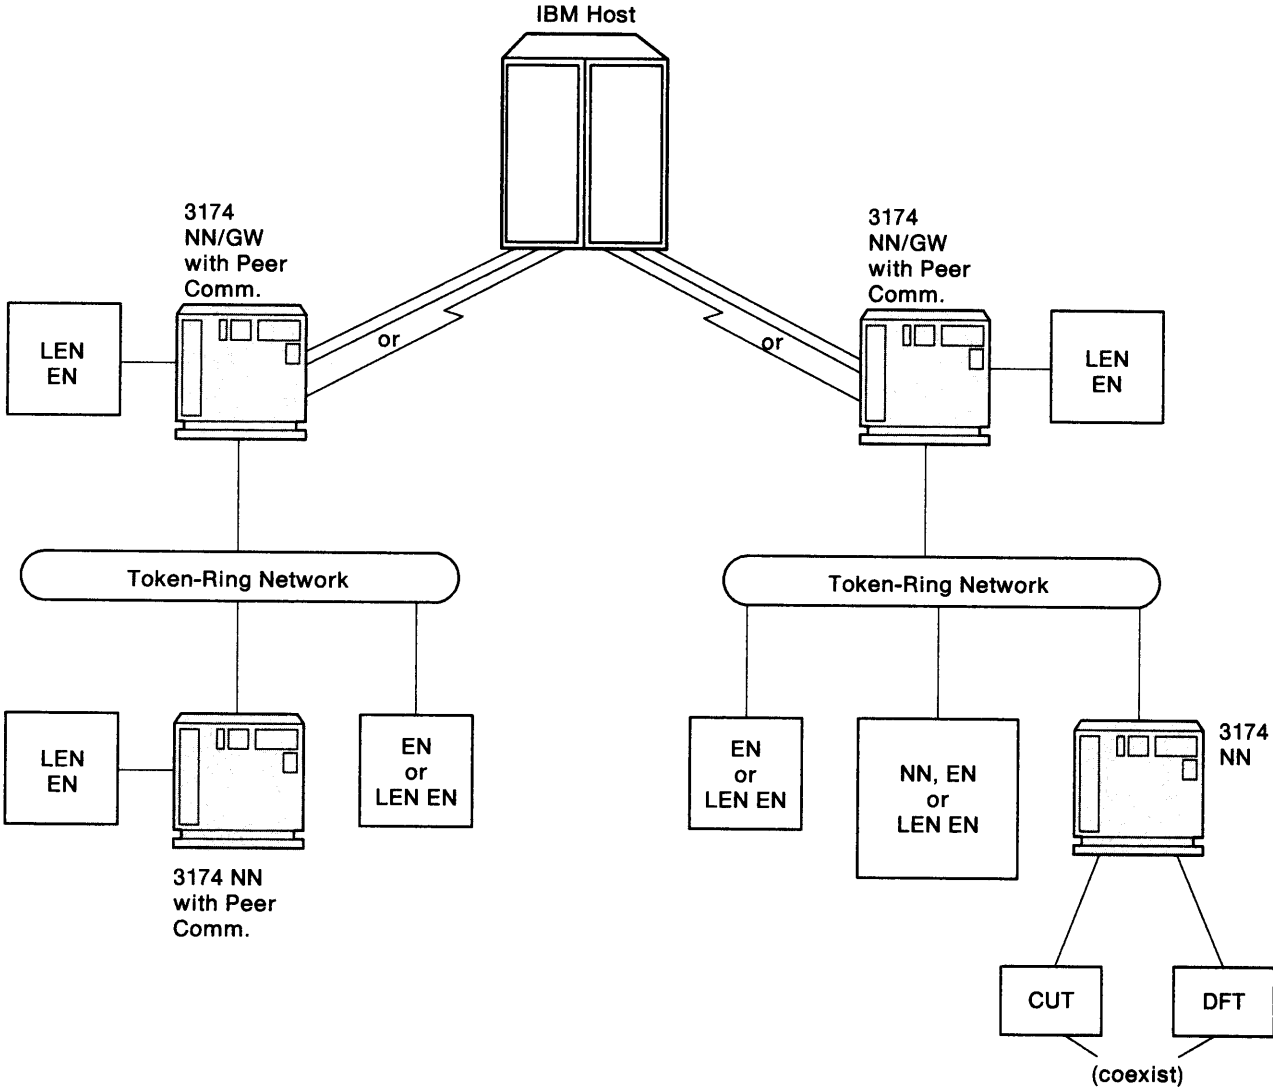 IBM Host
3174
NN/GW
with Peer
Comm.
3174
NN/GW
with Peer
Comm.
LEN
EN
or
or
LEN
EN
Token-Ring Network
Token-Ring Network
LEN
EN
EN
or
LEN EN
EN
or
LEN EN
NN, EN
or
LEN EN
3174
NN
3174 NN
with Peer
Comm.
CUT
DFT
(coexist)